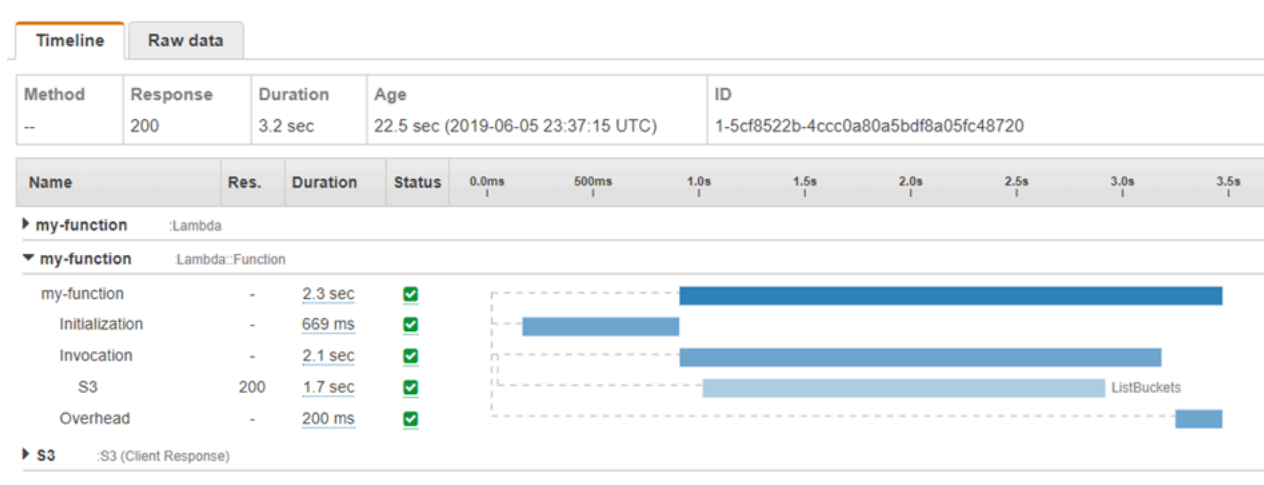 Timeline Raw data
Method Response Duration Age ID
-- 200 3.2 sec 22.5 sec (2019-06-05 23:37:15 UTC) 1-5cf8522b-4ccc0a80a5bdf8a05fc48720
Name Res. Duration Status 0.0ms 500ms 1.0s 1.5s 2.0s 2.5s 3.0s 3.5s
my-function :Lambda
my-function :Lambda::Function
my-function - 2.3 sec
Initialization - 669 ms
Invocation - 2.1 sec
S3 200 1.7 sec ListBuckets
Overhead - 200 ms
S3 :S3 (Client Response)